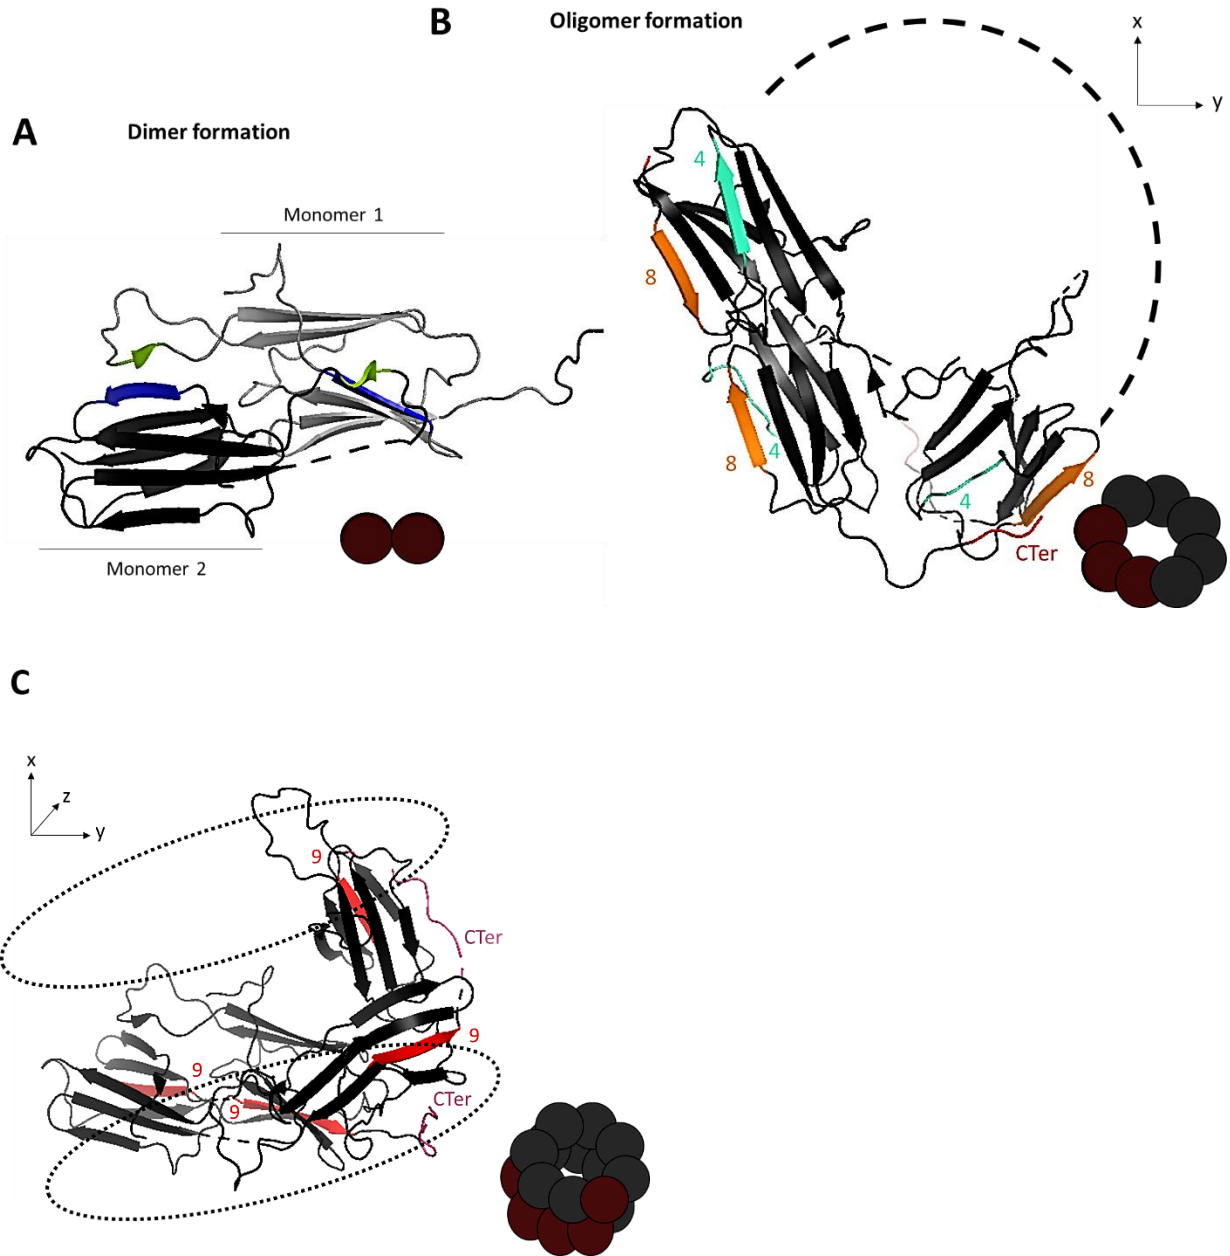 B
Oligomer formation
x
y
A
Dimer formation
Monomer 1
4
8
4
8
4
8
CTer
Monomer 2
C
x
z
y
9
CTer
9
9
9
CTer